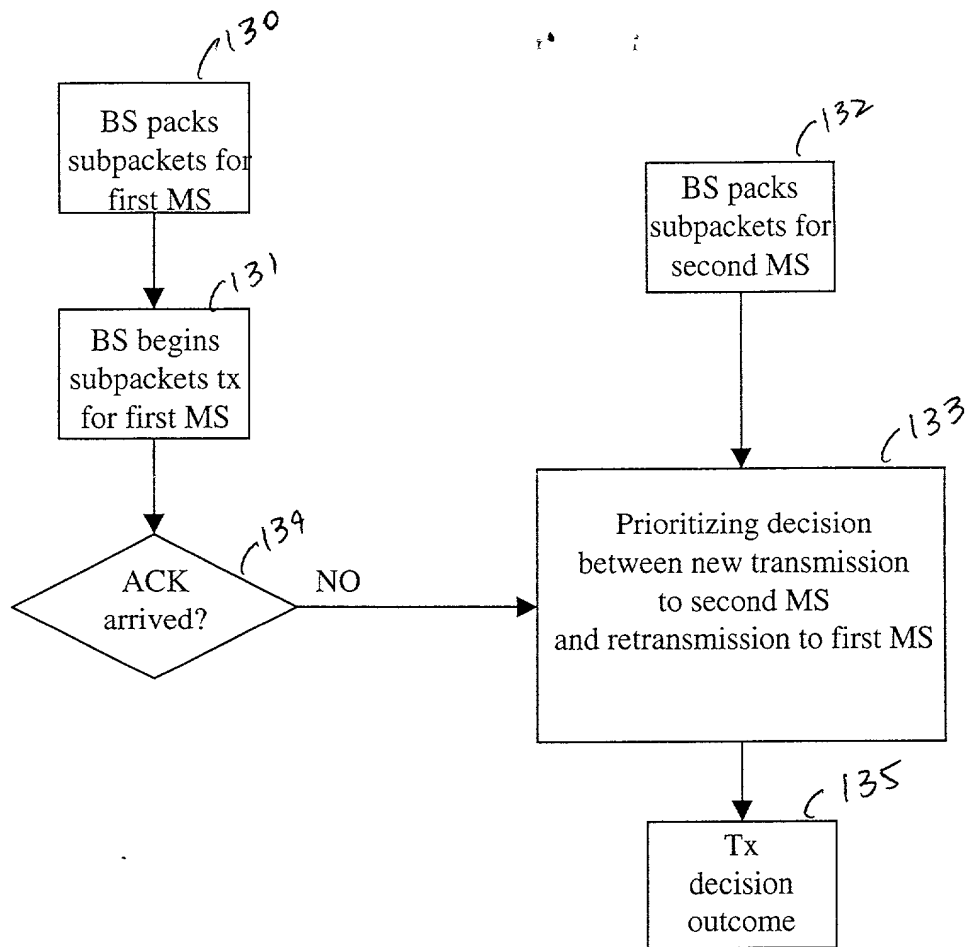 130
BS packs
subpackets for
first MS
132
BS packs
subpackets for
second MS
131
BS begins
subpackets tx
for first MS
133
Prioritizing decision
between new transmission
to second MS
and retransmission to first MS
134
ACK
arrived?
NO
135
Tx
decision
outcome